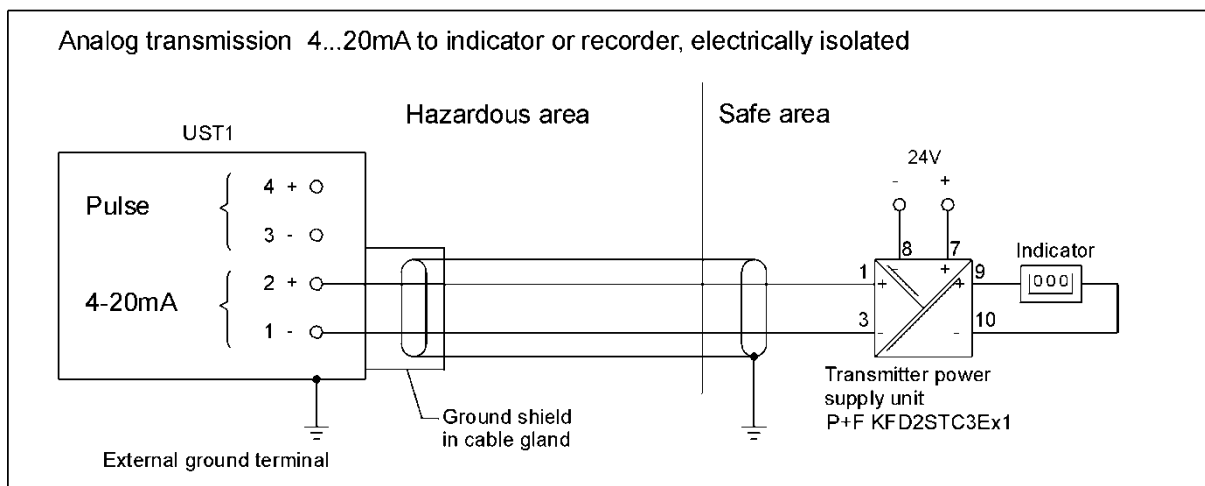 Analog transmission 4...20mA to indicator or recorder, electrically isolated
Hazardous area
Safe area
UST1
24V
- +
Pulse
4 + 
3 -
8 7
- +
Indicator
4-20mA
2 +
1 + + 9
000
1 -
3 - - 10
Transmitter power
supply unit
P+F KFD2STC3Ex1
Ground shield
in cable gland
External ground terminal